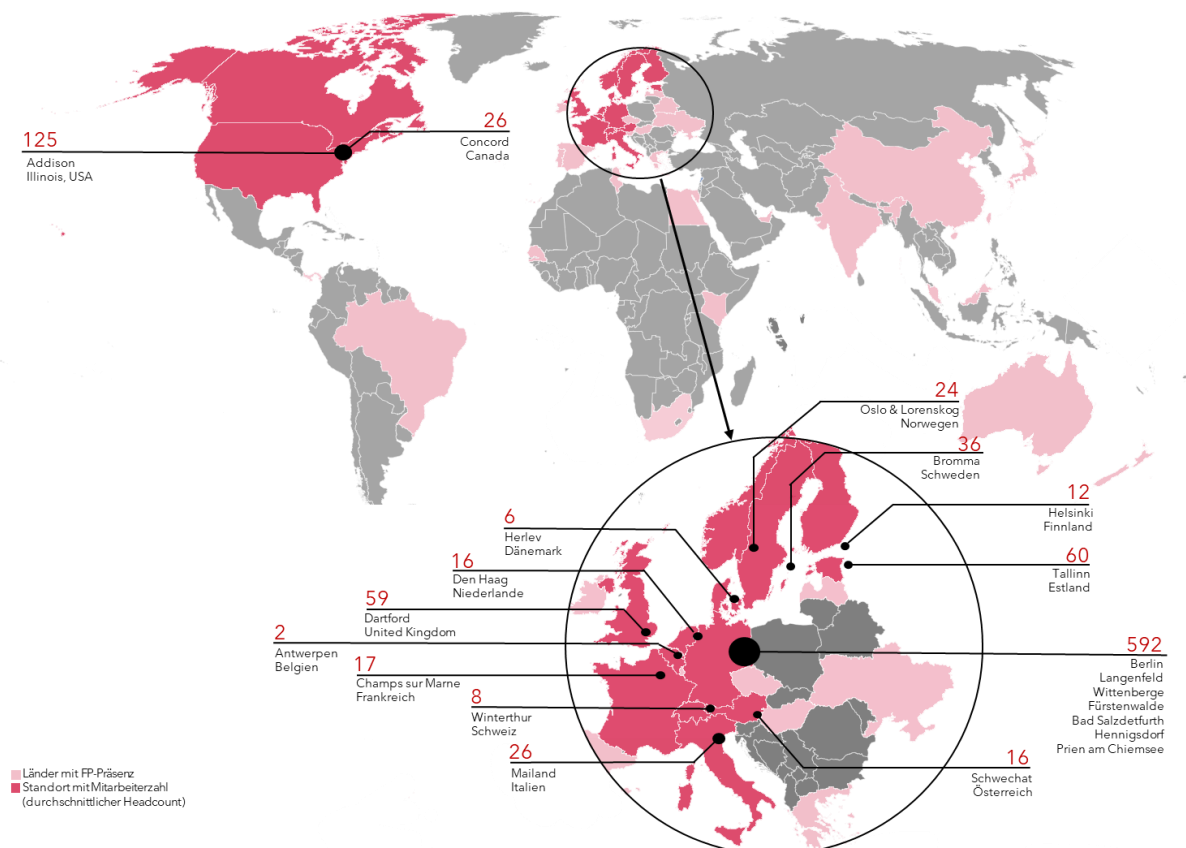 125
Addison
Illinois, USA
26
Concord
Canada
24
Oslo & Lorenskog
Norwegen
36
Bromma
Schweden
12
Helsinki
Finnland
60
Tallinn
Estland
6
Herlev
Dänemark
16
Den Haag
Niederlande
59
Dartford
United Kingdom
2
Antwerpen
Belgien
17
Champs sur Marne
Frankreich
8
Winterthur
Schweiz
26
Mailand
Italien
592
Berlin
Langenfeld
Wittenberge
Fürstenwalde
Bad Salzdetfurth
Hennigsdorf
Prien am Chiemsee
16
Schwechat
Österreich
Länder mit FP-Präsenz
Standort mit Mitarbeiterzahl
(durchschnittlicher Headcount)